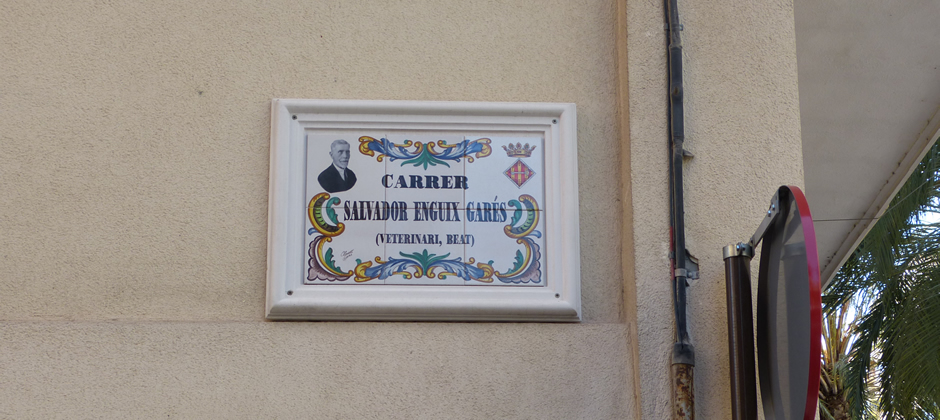 CARRER
SALVADOR ENGUIX GARÉS
(VETERINARI, BEAT)